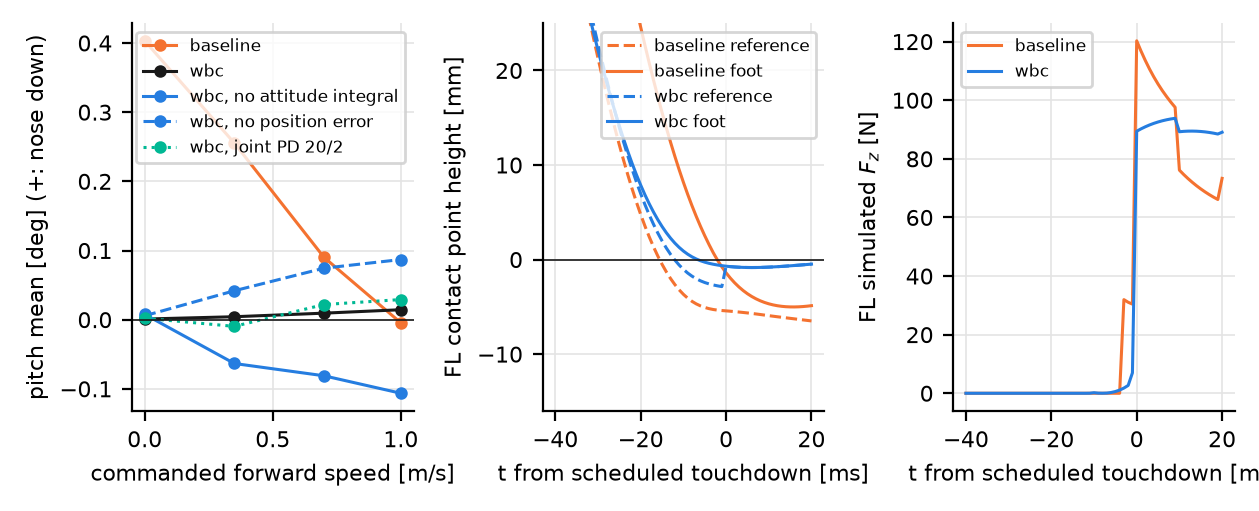 pitch mean [deg] (+: nose down)
0.4
0.3
0.2
0.1
0.0
−0.1
baseline
wbc
wbc, no attitude integral
wbc, no position error
wbc, joint PD 20/2
0.0
0.5
1.0
commanded forward speed [m/s]
FL contact point height [mm]
20
10
0
−10
baseline reference
baseline foot
wbc reference
wbc foot
−40
−20
0
20
t from scheduled touchdown [ms]
FL simulated Fz [N]
120
100
80
60
40
20
0
baseline
wbc
−40
−20
0
20
t from scheduled touchdown [m